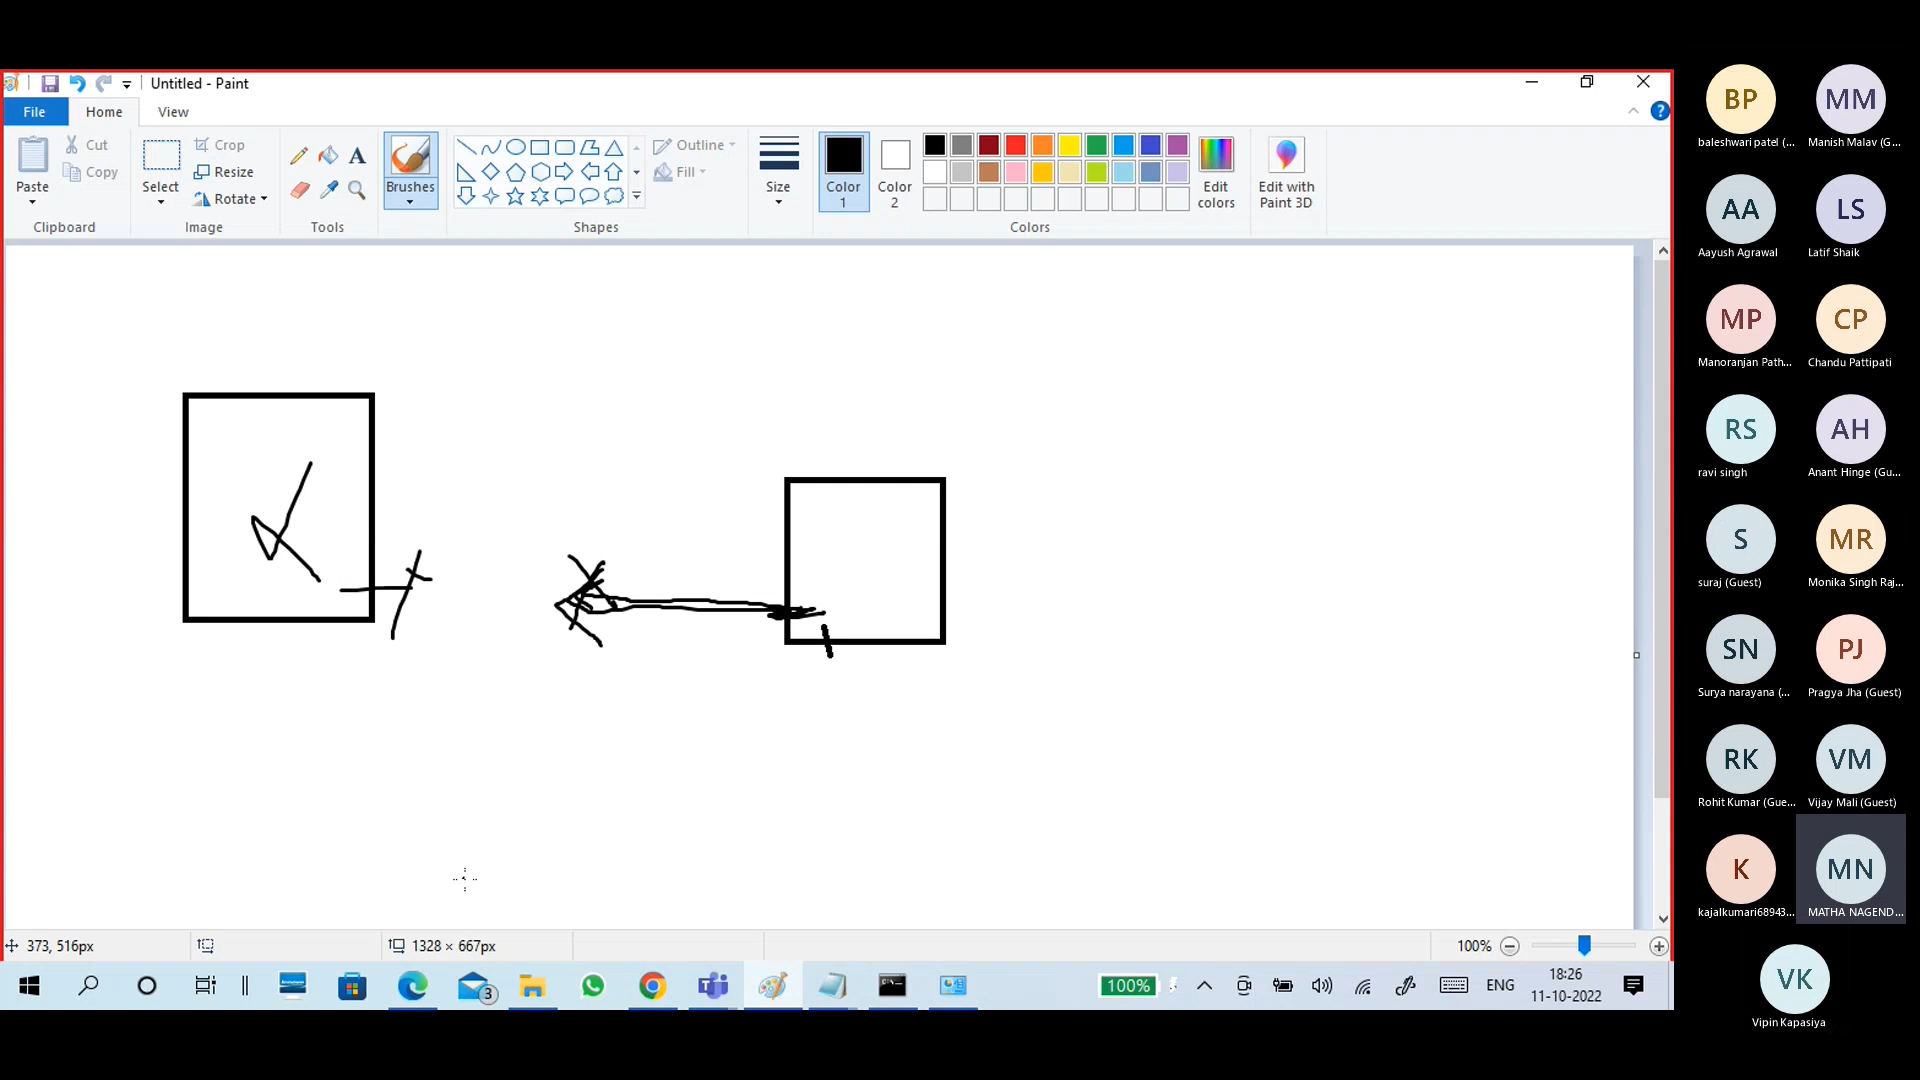 Untitled - Paint
File Home View
Cut
Copy
Paste
Clipboard
Crop
Resize
Rotate
Select
Image
A
Tools
Brushes
Shapes
Outline
Fill
Size
Color 1
Color 2
Edit colors
Edit with Paint 3D
Colors
373, 516px
1328 × 667px
100%
3
100%
ENG
18:26
11-10-2022
BP
baleshwari patel (...
MM
Manish Malav (G...
AA
Aayush Agrawal
LS
Latif Shaik
MP
Manoranjan Path...
CP
Chandu Pattipati
RS
ravi singh
AH
Anant Hinge (Gu...
S
suraj (Guest)
MR
Monika Singh Raj...
SN
Surya narayana (...
PJ
Pragya Jha (Guest)
RK
Rohit Kumar (Gue...
VM
Vijay Mali (Guest)
K
kajalkumari68943...
MN
MATHA NAGEND...
VK
Vipin Kapasiya